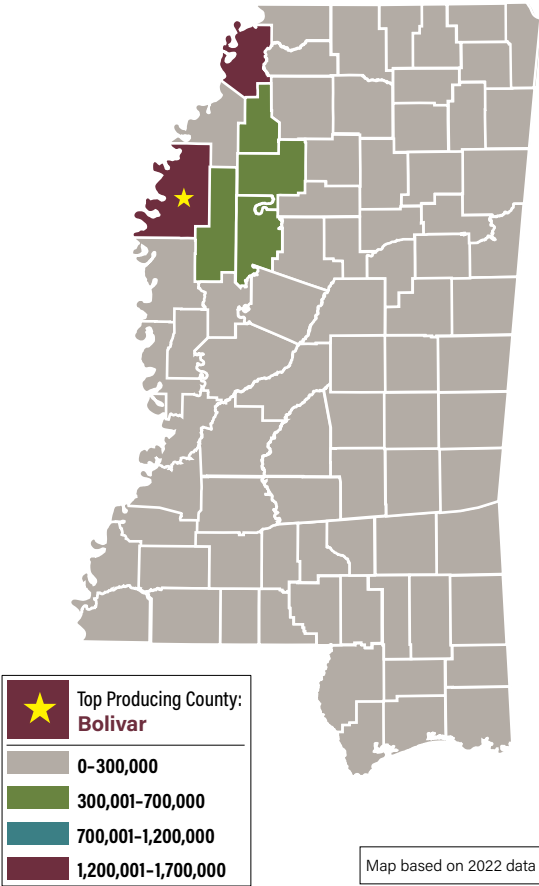 Top Producing County:
Bolivar
0-300,000
300,001-700,000
700,001-1,200,000
1,200,001-1,700,000
Map based on 2022 data